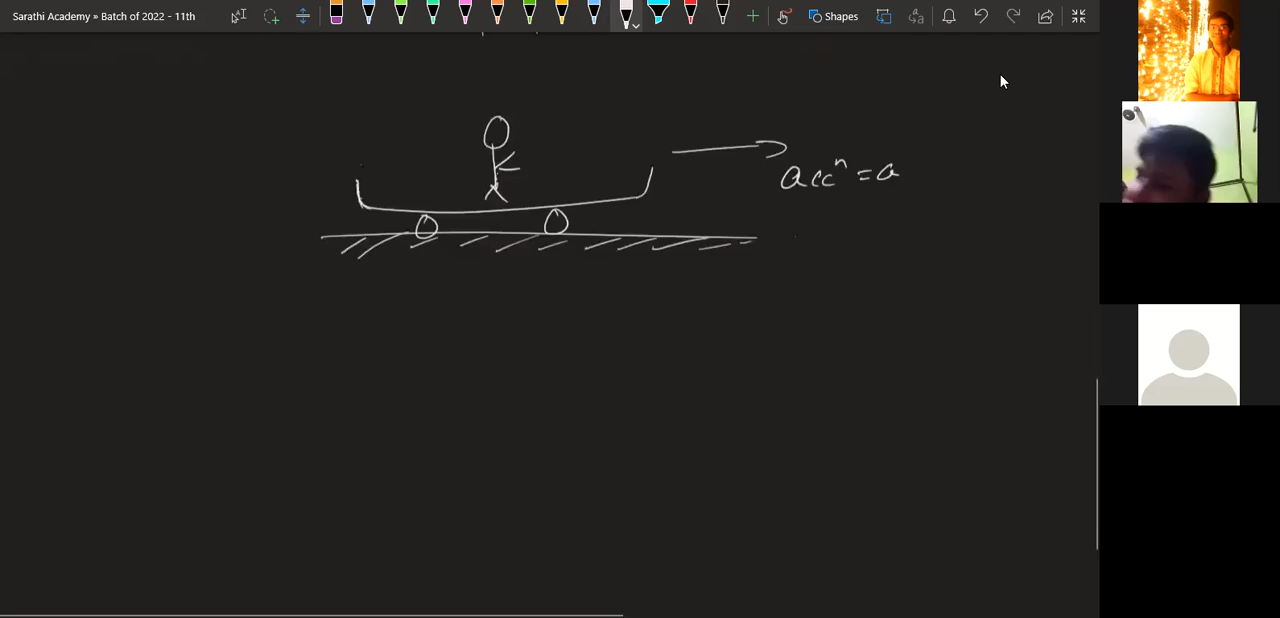 Sarathi Academy » Batch of 2022 - 11th
Shapes
accⁿ = a